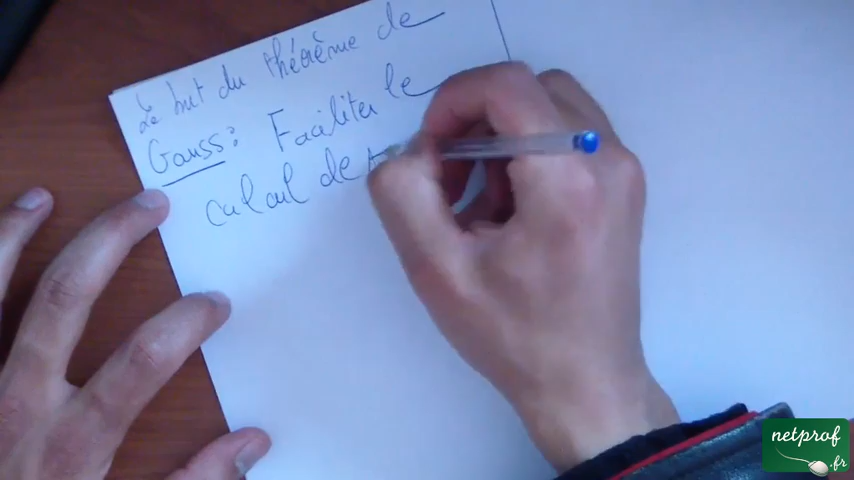 Le but du théorème de
Gauss : Faciliter le
calcul de
netprof
.fr